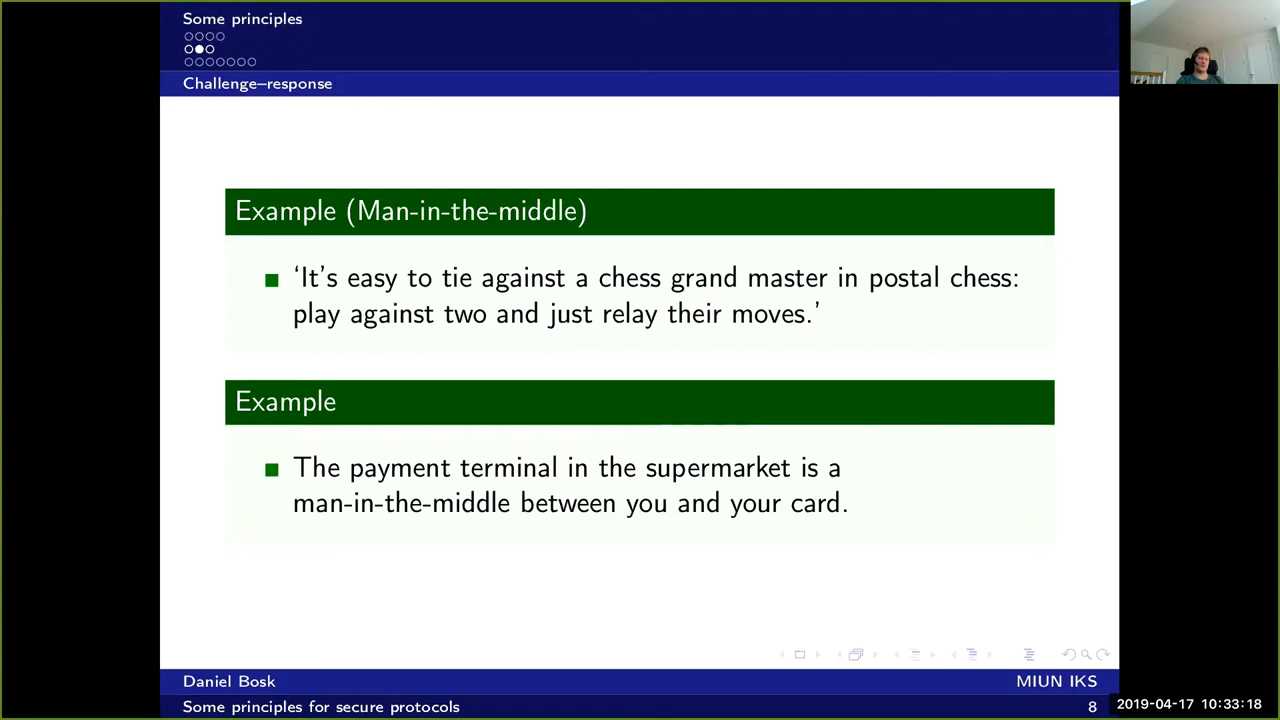 Some principles
Challenge–response
Example (Man-in-the-middle)
‘It’s easy to tie against a chess grand master in postal chess:
play against two and just relay their moves.’
Example
The payment terminal in the supermarket is a
man-in-the-middle between you and your card.
Daniel Bosk
MIUN IKS
Some principles for secure protocols
8
2019-04-17 10:33:18